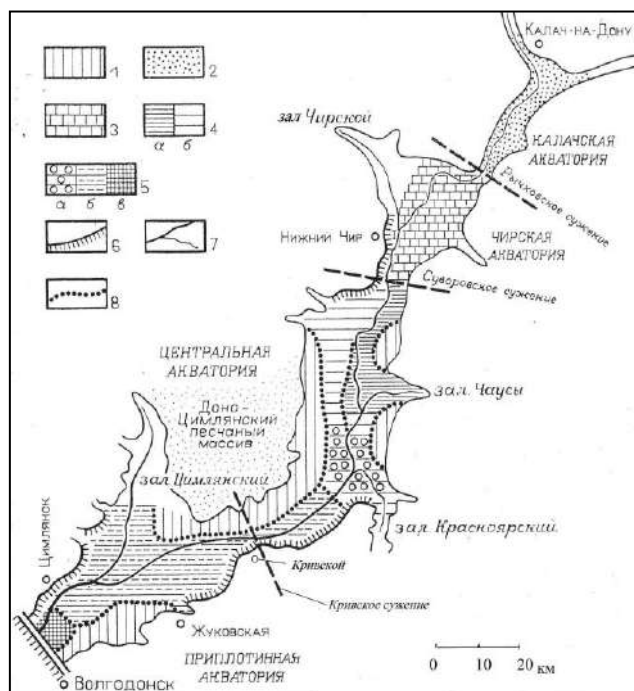 КАЛАЧ-НА-ДОНУ
1
2
3
4
а
б
5
а
б
в
6
7
8
зал Чирской
КАЛАЧСКАЯ
АКВАТОРИЯ
Рычковское сужение
НИЖНИЙ ЧИР
ЧИРСКАЯ
АКВАТОРИЯ
Суворовское сужение
ЦЕНТРАЛЬНАЯ
АКВАТОРИЯ
Доно-
Цимлянский
песчаный
массив
зал. Чаусы
зал Цимлянский
зал. Красноярский
ЦИМЛЯНСК
Кривской
Кривское сужение
ЖУКОВСКАЯ
ПРИПЛОТИННАЯ
АКВАТОРИЯ
ВОЛГОДОНСК
0 10 20 км